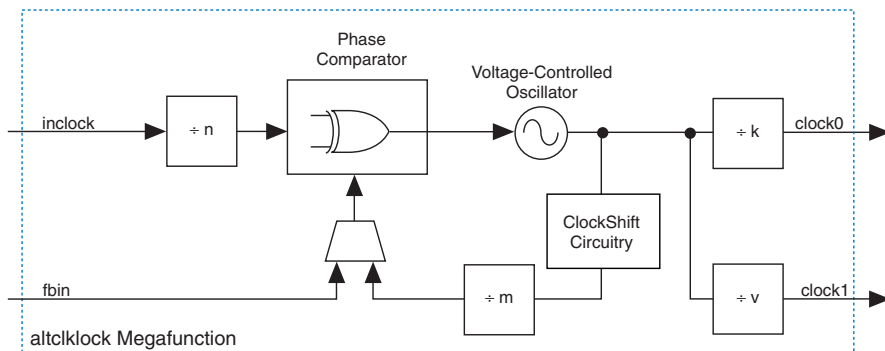 Phase
Comparator
Voltage-Controlled
Oscillator
inclock
÷ n
÷ k
clock0
ClockShift
Circuitry
fbin
÷ m
÷ v
clock1
altclklock Megafunction